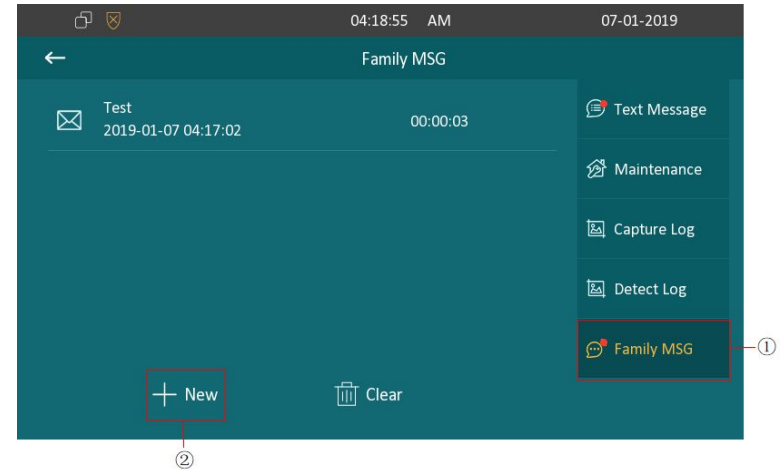 04:18:55 AM 07-01-2019
Family MSG
Test
2019-01-07 04:17:02
00:00:03
Text Message
Maintenance
Capture Log
Detect Log
Family MSG
①
New
Clear
②